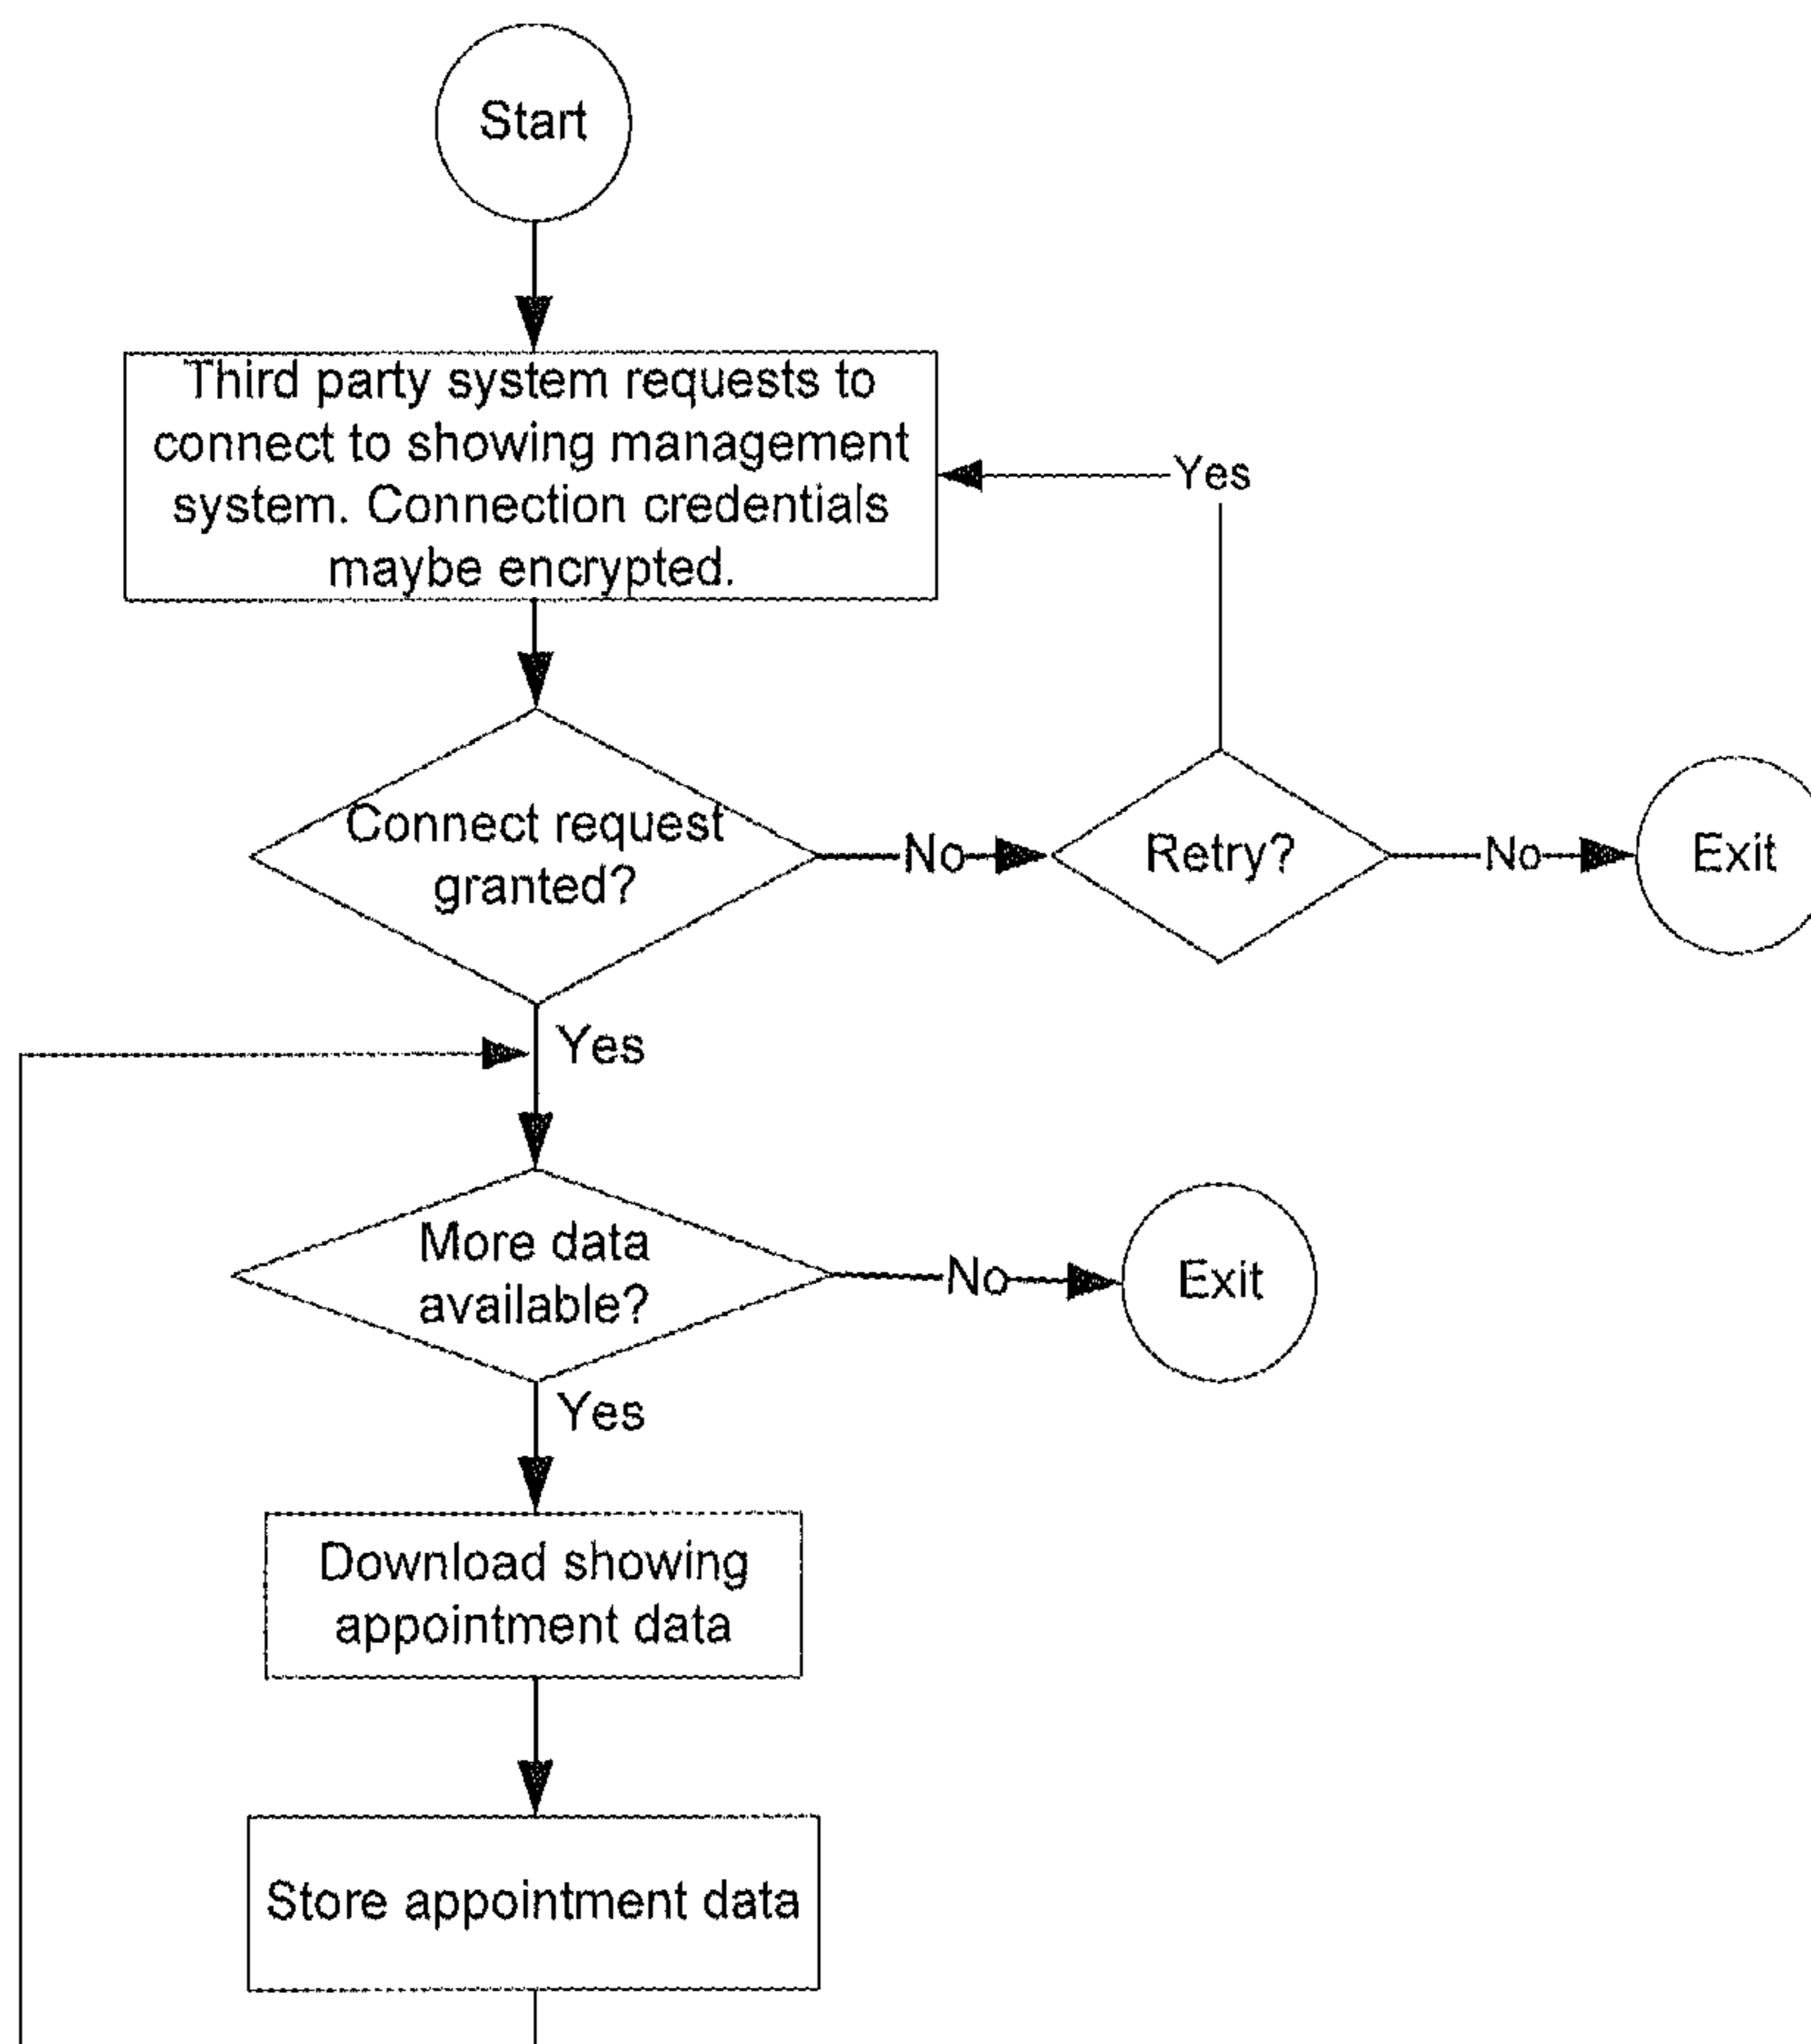 Start
Third party system requests to
connect to showing management
system. Connection credentials
maybe encrypted.
Yes
Connect request
granted?
No
Retry?
No
Exit
Yes
More data
available?
No
Exit
Yes
Download showing
appointment data
Store appointment data